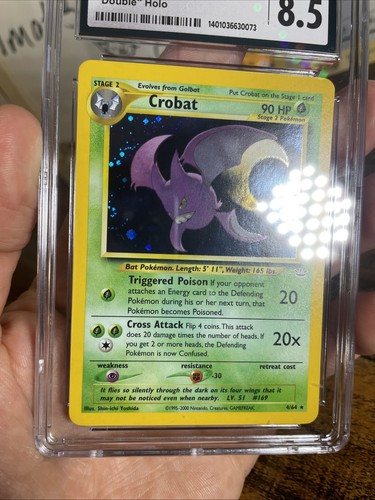 Double" Holo
8.5
1401036630073
STAGE 2
Evolves from Golbat
Put Crobat on the Stage 1 card
Crobat
90 HP
Stage 2 Pokémon
Bat Pokémon. Length: 5' 11", Weight: 165 lbs
Triggered Poison If your opponent
attaches an Energy card to the Defending
Pokémon during his or her next turn, that
Pokémon becomes Poisoned.
20
Cross Attack Flip 4 coins. This attack
does 20 damage times the number of heads. If
you get 2 or more heads, the Defending
Pokémon is now Confused.
20x
weakness
resistance
retreat cost
-30
It flies so silently through the dark on its four wings that it
may not be noticed even when nearby. LV. 51 #169
Illus. Shin-ichi Yoshida
©1995-2000 Nintendo, Creatures, GAMEFREAK.
4/64 ★